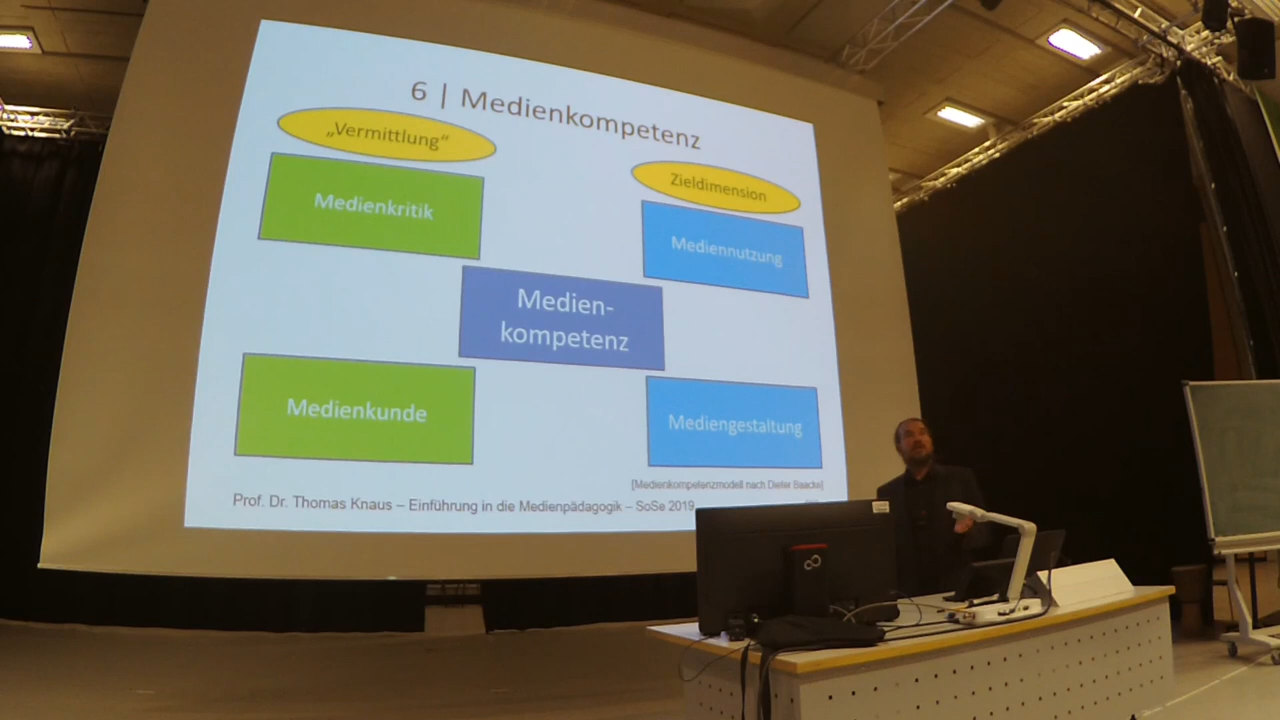 6 | Medienkompetenz
„Vermittlung“
Zieldimension
Medienkritik
Mediennutzung
Medien-
kompetenz
Medienkunde
Mediengestaltung
[Medienkompetenzmodell nach Dieter Baacke]
Prof. Dr. Thomas Knaus – Einführung in die Medienpädagogik – SoSe 2019